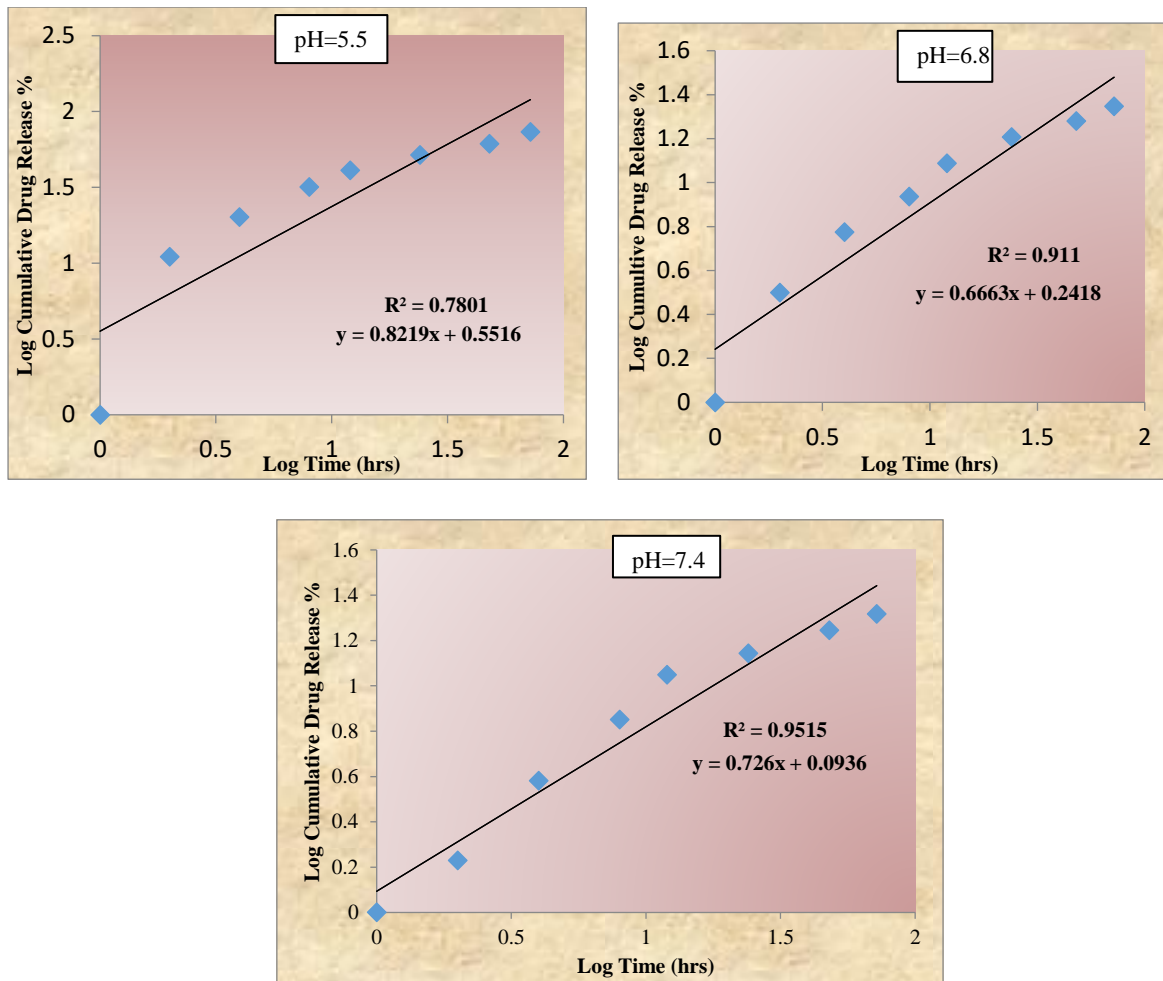 pH=5.5
Log Cumulative Drug Release %
2.5
2
1.5
1
0.5
0
R² = 0.7801
y = 0.8219x + 0.5516
0 0.5 1 1.5 2
Log Time (hrs)
pH=6.8
Log Cumultive Drug Release %
1.6
1.4
1.2
1
0.8
0.6
0.4
0.2
0
R² = 0.911
y = 0.6663x + 0.2418
0 0.5 1 1.5 2
Log Time (hrs)
pH=7.4
Log Cumulative Drug Release %
1.6
1.4
1.2
1
0.8
0.6
0.4
0.2
0
R² = 0.9515
y = 0.726x + 0.0936
0 0.5 1 1.5 2
Log Time (hrs)